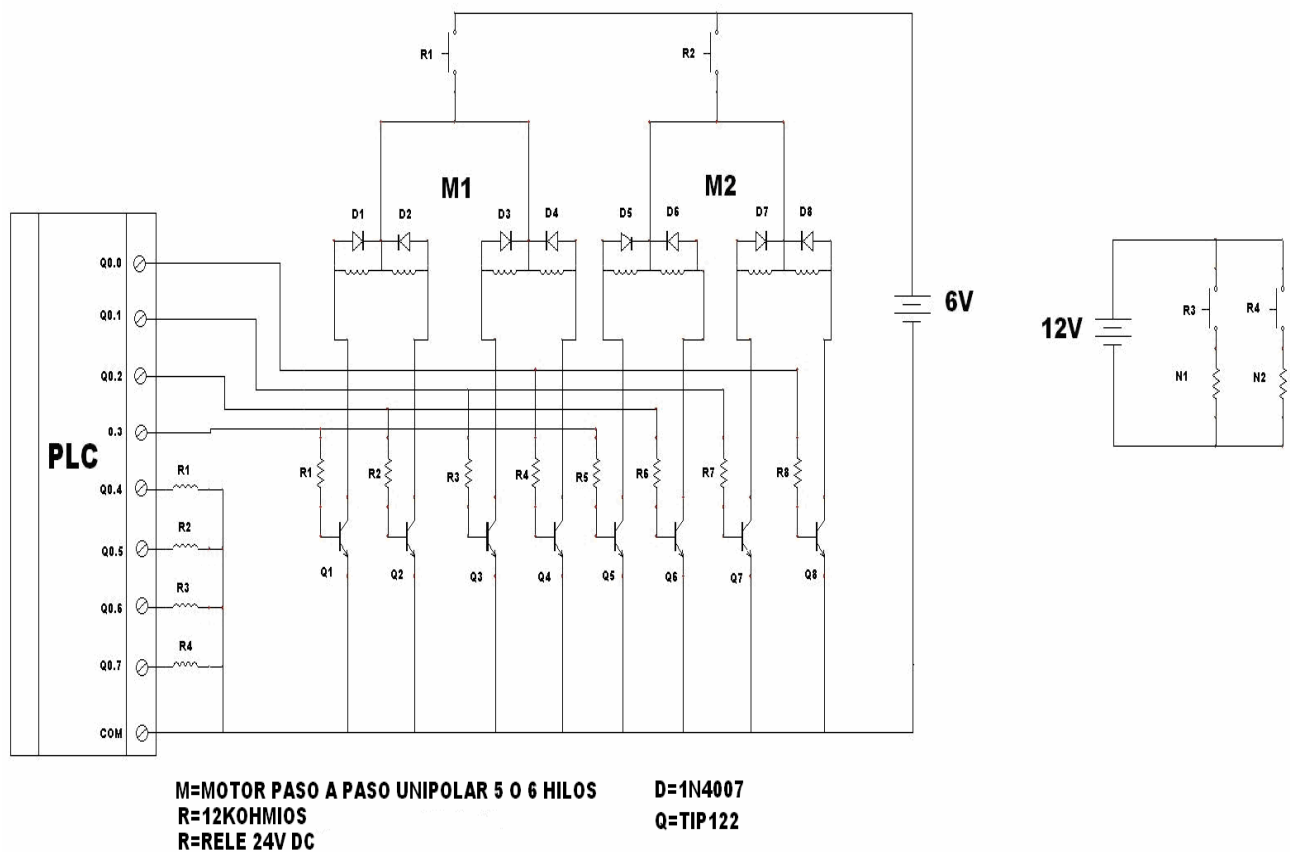 R1
R2
M1
M2
D1
D2
D3
D4
D5
D6
D7
D8
Q0.0
Q0.1
Q0.2
0.3
Q0.4
Q0.5
Q0.6
Q0.7
COM
PLC
R1
R2
R3
R4
R1
R2
R3
R4
R5
R6
R7
R8
Q1
Q2
Q3
Q4
Q5
Q6
Q7
Q8
6V
12V
R3
R4
N1
N2
M=MOTOR PASO A PASO UNIPOLAR 5 O 6 HILOS
R=12KOHMIOS
R=RELE 24V DC
D=1N4007
Q=TIP122